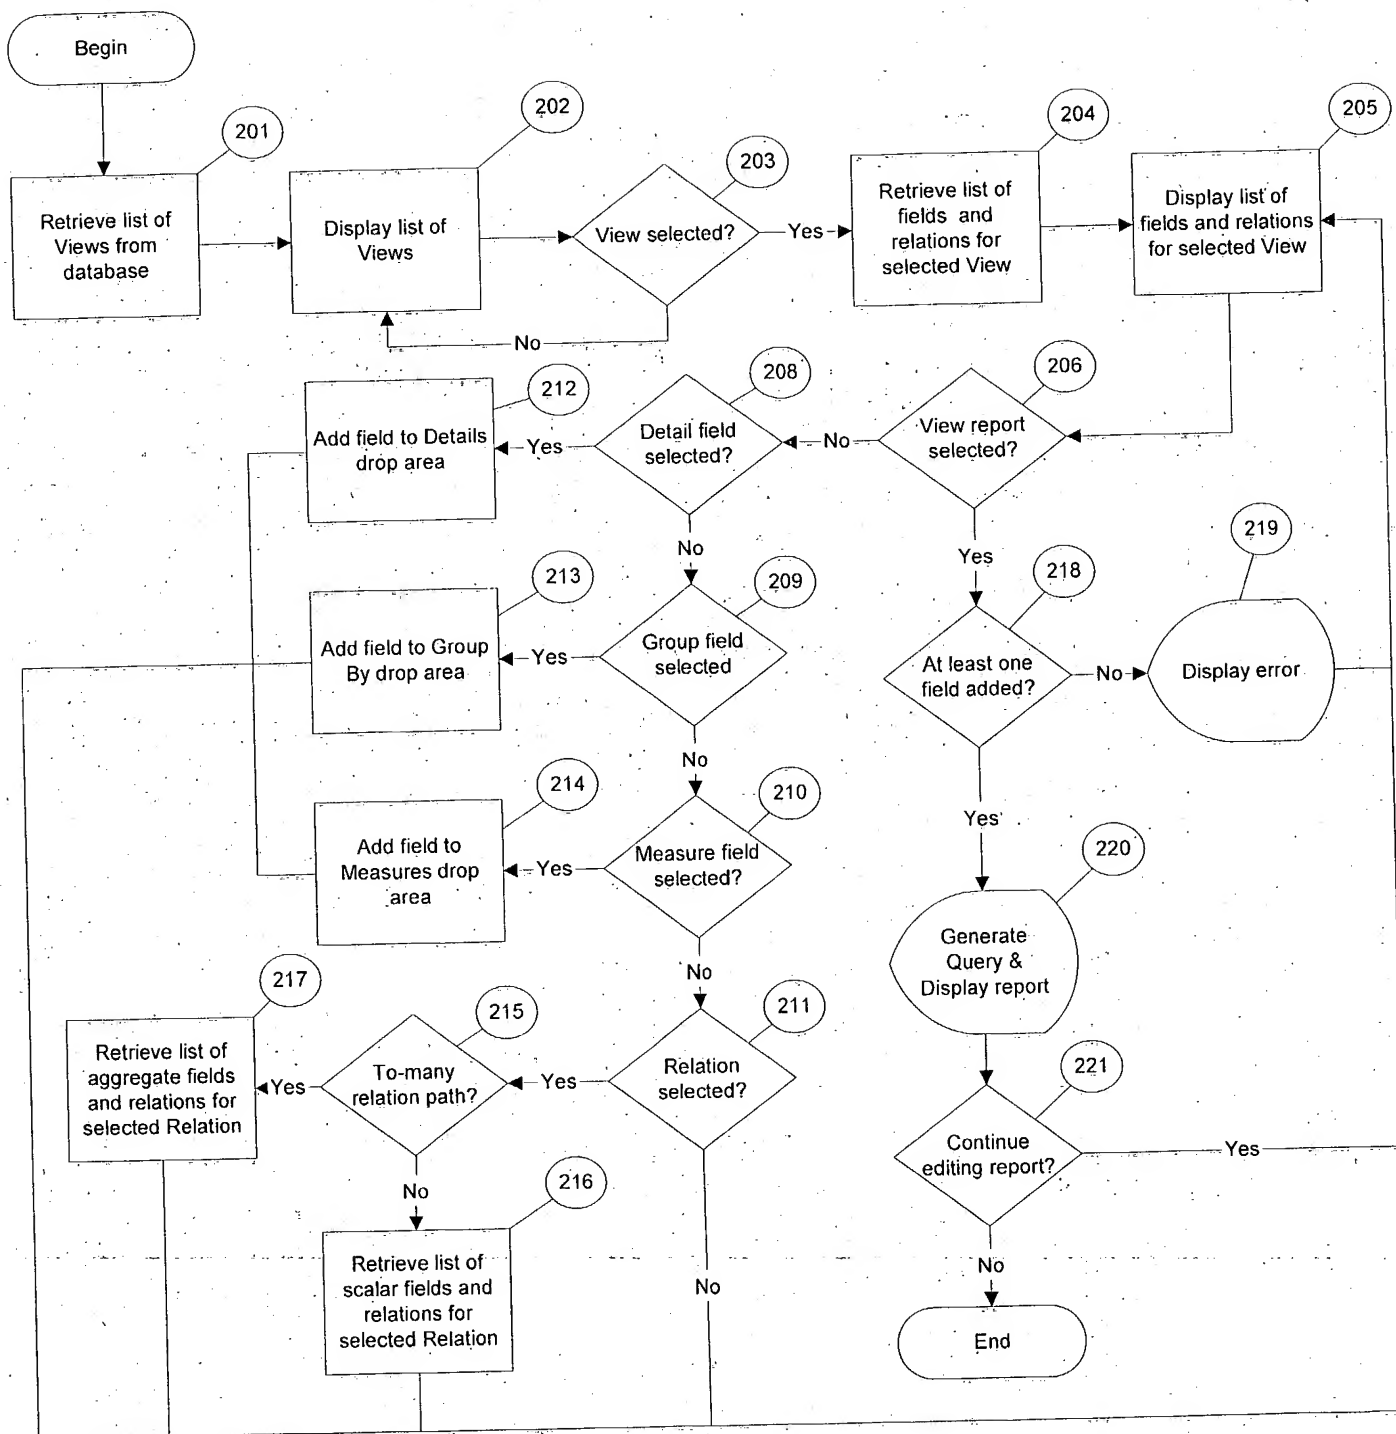 Begin
201
Retrieve list of
Views from
database
202
Display list of
Views
203
View selected?
Yes
No
204
Retrieve list of
fields and
relations for
selected View
205
Display list of
fields and relations
for selected View
206
View report
selected?
No
Yes
208
Detail field
selected?
Yes
No
212
Add field to Details
drop area
209
Group field
selected
Yes
No
213
Add field to Group
By drop area
210
Measure field
selected?
Yes
No
214
Add field to
Measures drop
area
211
Relation
selected?
Yes
No
215
To-many
relation path?
Yes
No
217
Retrieve list of
aggregate fields
and relations for
selected Relation
216
Retrieve list of
scalar fields and
relations for
selected Relation
218
At least one
field added?
No
Yes
219
Display error
220
Generate
Query &
Display report
221
Continue
editing report?
Yes
No
End